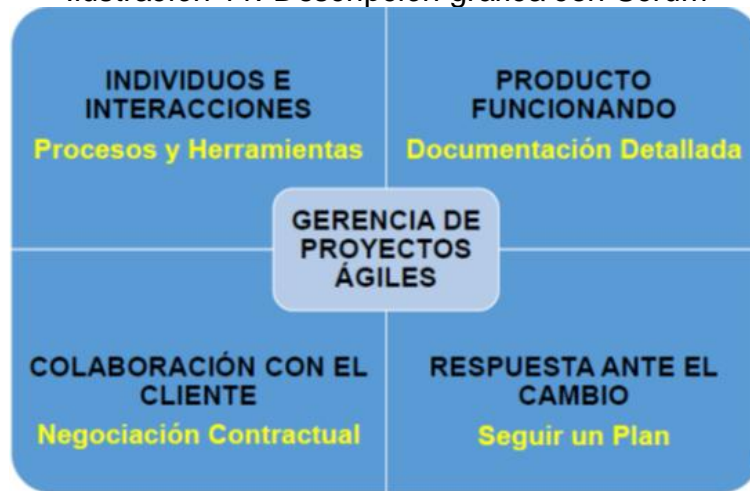 INDIVIDUOS E
INTERACCIONES
Procesos y Herramientas
PRODUCTO
FUNCIONANDO
Documentación Detallada
GERENCIA DE
PROYECTOS
ÁGILES
COLABORACIÓN CON EL
CLIENTE
Negociación Contractual
RESPUESTA ANTE EL
CAMBIO
Seguir un Plan